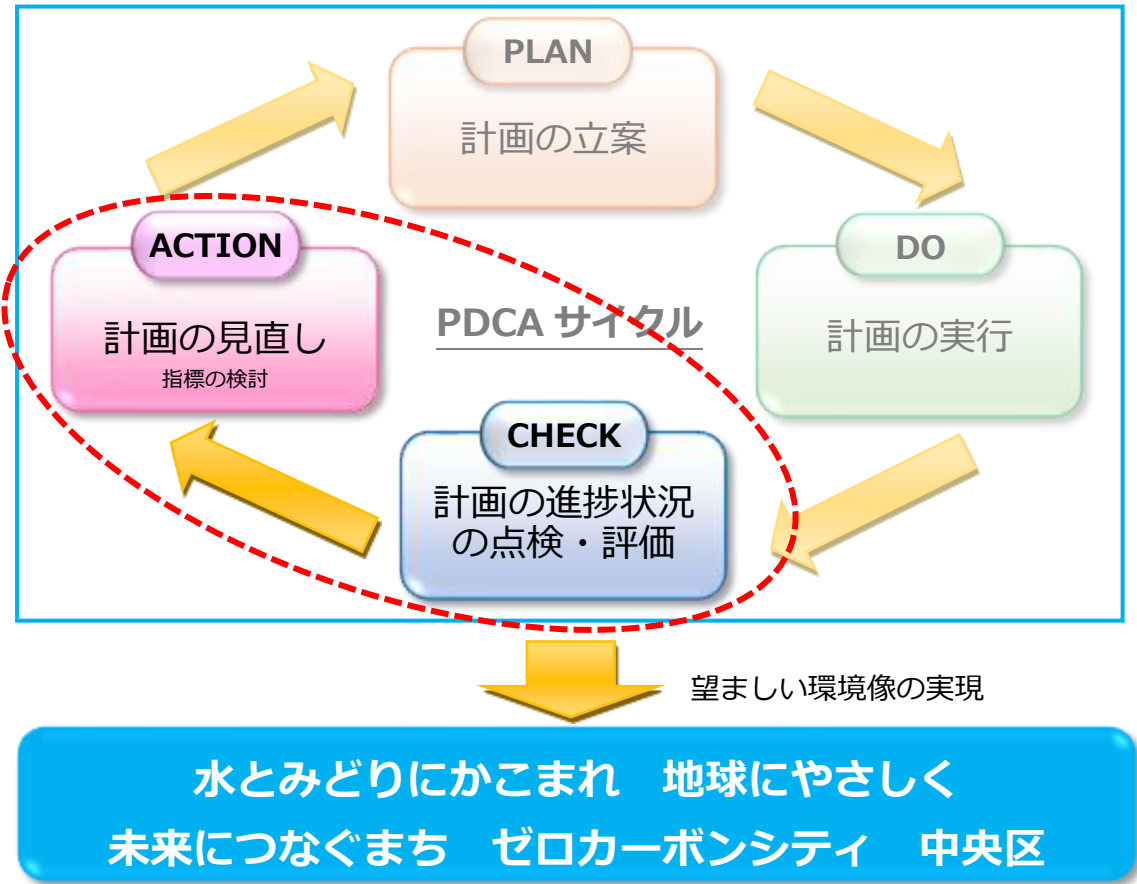 PLAN
計画の立案
ACTION
計画の見直し
指標の検討
PDCA サイクル
DO
計画の実行
CHECK
計画の進捗状況
の点検・評価
望ましい環境像の実現
水とみどりにかこまれ　地球にやさしく
未来につなぐまち　ゼロカーボンシティ　中央区